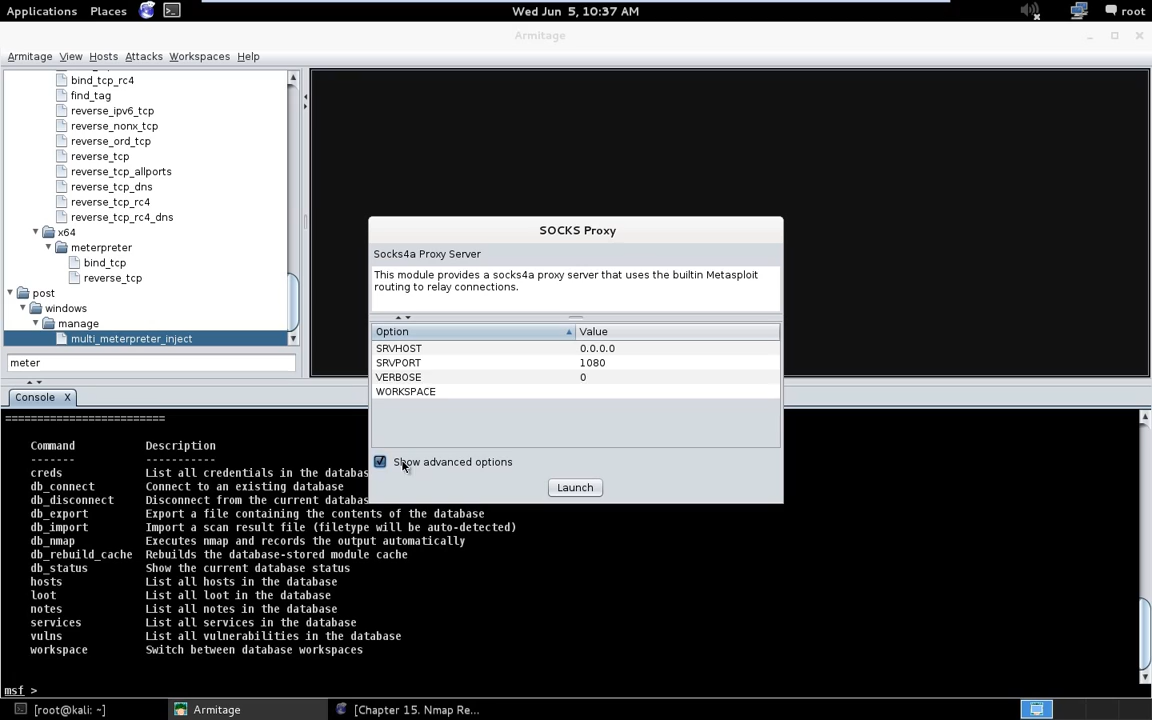 Applications Places Wed Jun 5, 10:37 AM root
Armitage
Armitage View Hosts Attacks Workspaces Help
bind_tcp_rc4
find_tag
reverse_ipv6_tcp
reverse_nonx_tcp
reverse_ord_tcp
reverse_tcp
reverse_tcp_allports
reverse_tcp_dns
reverse_tcp_rc4
reverse_tcp_rc4_dns
x64
meterpreter
bind_tcp
reverse_tcp
post
windows
manage
multi_meterpreter_inject
meter
SOCKS Proxy
Socks4a Proxy Server
This module provides a socks4a proxy server that uses the builtin Metasploit
routing to relay connections.
Option Value
SRVHOST 0.0.0.0
SRVPORT 1080
VERBOSE 0
WORKSPACE
Show advanced options
Launch
Console X
=========================
Command Description
------- -----------
creds List all credentials in the databas
db_connect Connect to an existing database
db_disconnect Disconnect from the current databas
db_export Export a file containing the contents of the database
db_import Import a scan result file (filetype will be auto-detected)
db_nmap Executes nmap and records the output automatically
db_rebuild_cache Rebuilds the database-stored module cache
db_status Show the current database status
hosts List all hosts in the database
loot List all loot in the database
notes List all notes in the database
services List all services in the database
vulns List all vulnerabilities in the database
workspace Switch between database workspaces
msf >
[root@kali: ~] Armitage [Chapter 15. Nmap Re...